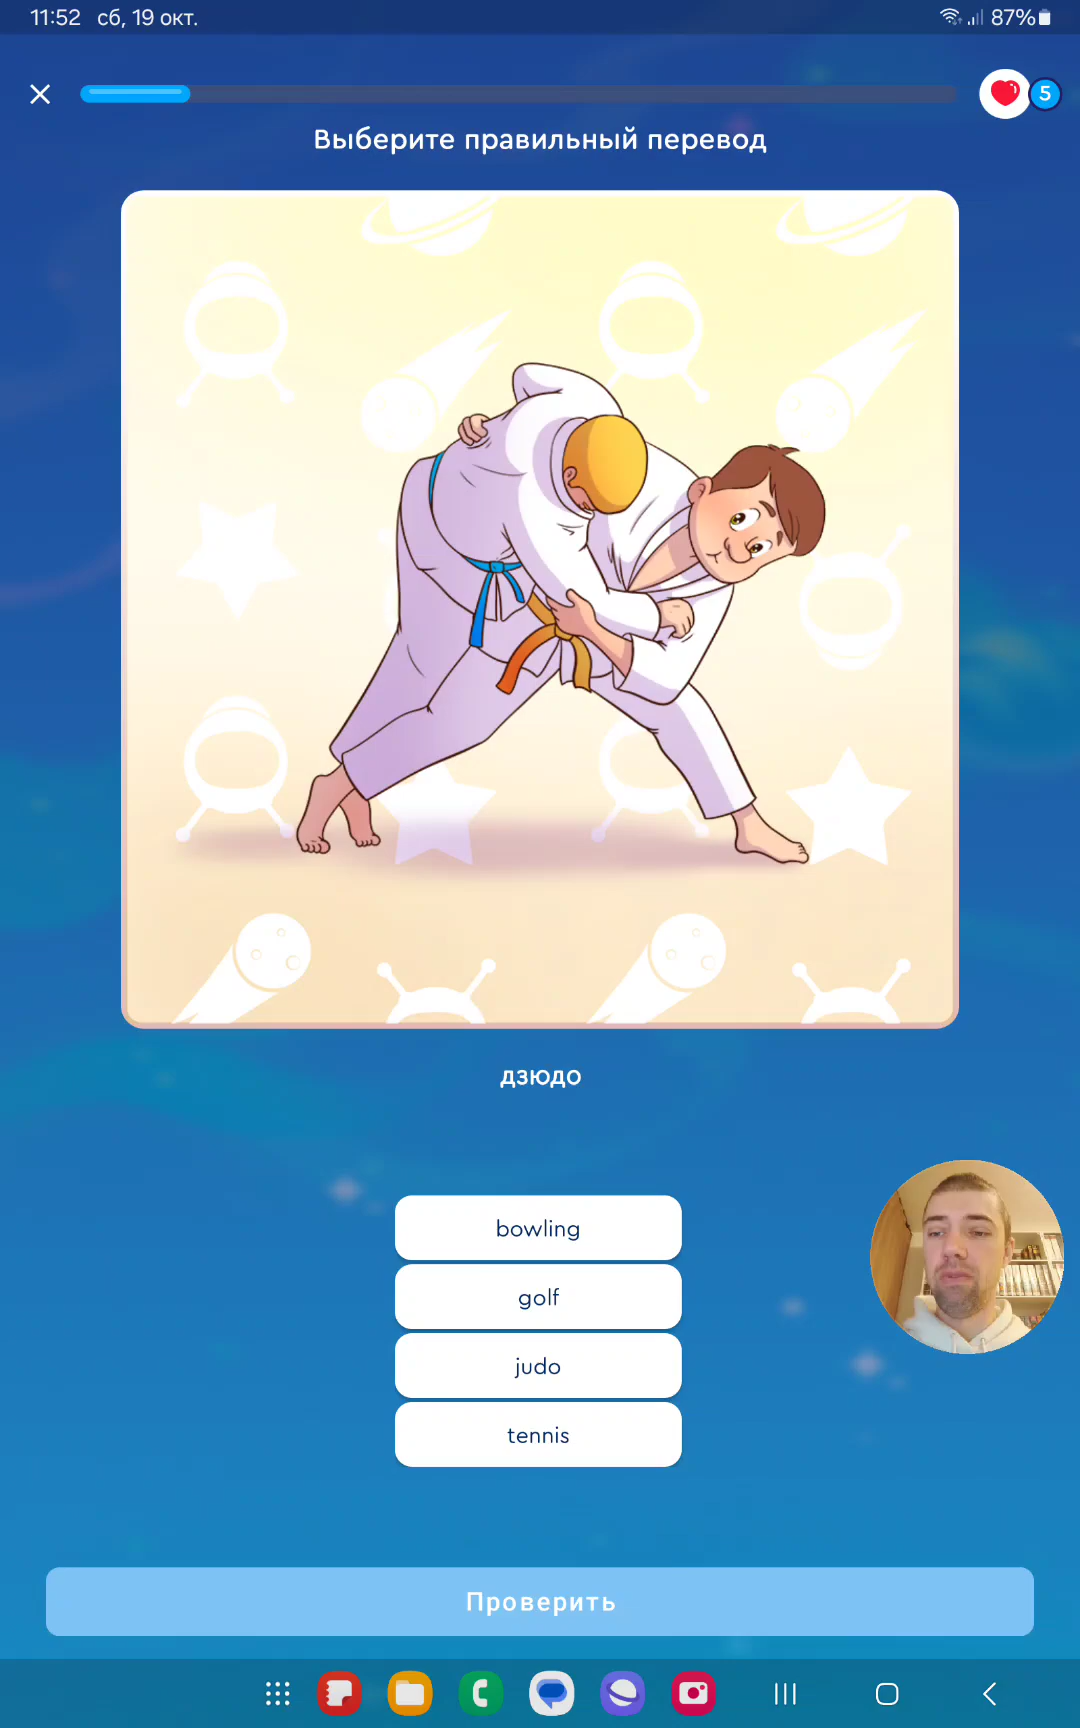 11:52 сб, 19 окт. 87%
5
Выберите правильный перевод
дзюдо
bowling
golf
judo
tennis
Проверить